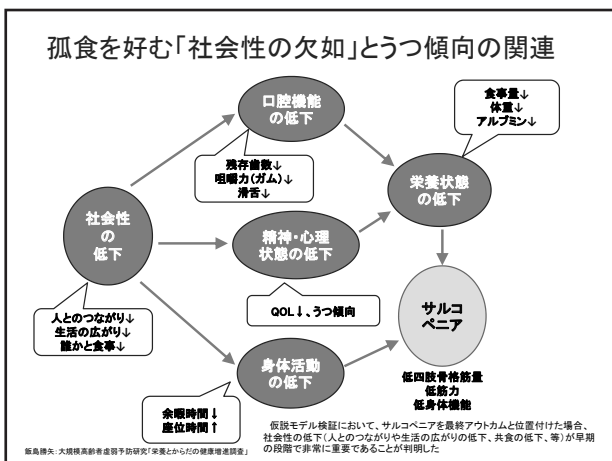 孤食を好む「社会性の欠如」とうつ傾向の関連
口腔機能
の低下
残存歯数↓
咀嚼力(ガム)↓
滑舌↓
食事量↓
体重↓
アルブミン↓
栄養状態
の低下
社会性
の
低下
人とのつながり↓
生活の広がり↓
誰かと食事↓
精神・心理
状態の低下
QOL↓、うつ傾向
サルコ
ペニア
低四肢骨格筋量
低筋力
低身体機能
身体活動
の低下
余暇時間↓
座位時間↑
仮説モデル検証において、サルコペニアを最終アウトカムと位置付けた場合、
社会性の低下(人とのつながりや生活の広がりの低下、共食の低下、等)が早期
の段階で非常に重要であることが判明した
飯島勝矢:大規模高齢者虚弱予防研究「栄養とからだの健康増進調査」